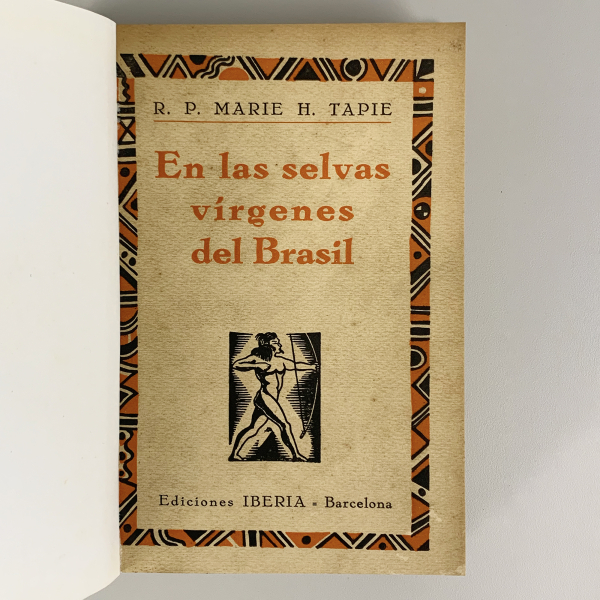 R. P. MARIE H. TAPIE
En las selvas
vírgenes
del Brasil
Ediciones IBERIA - Barcelona